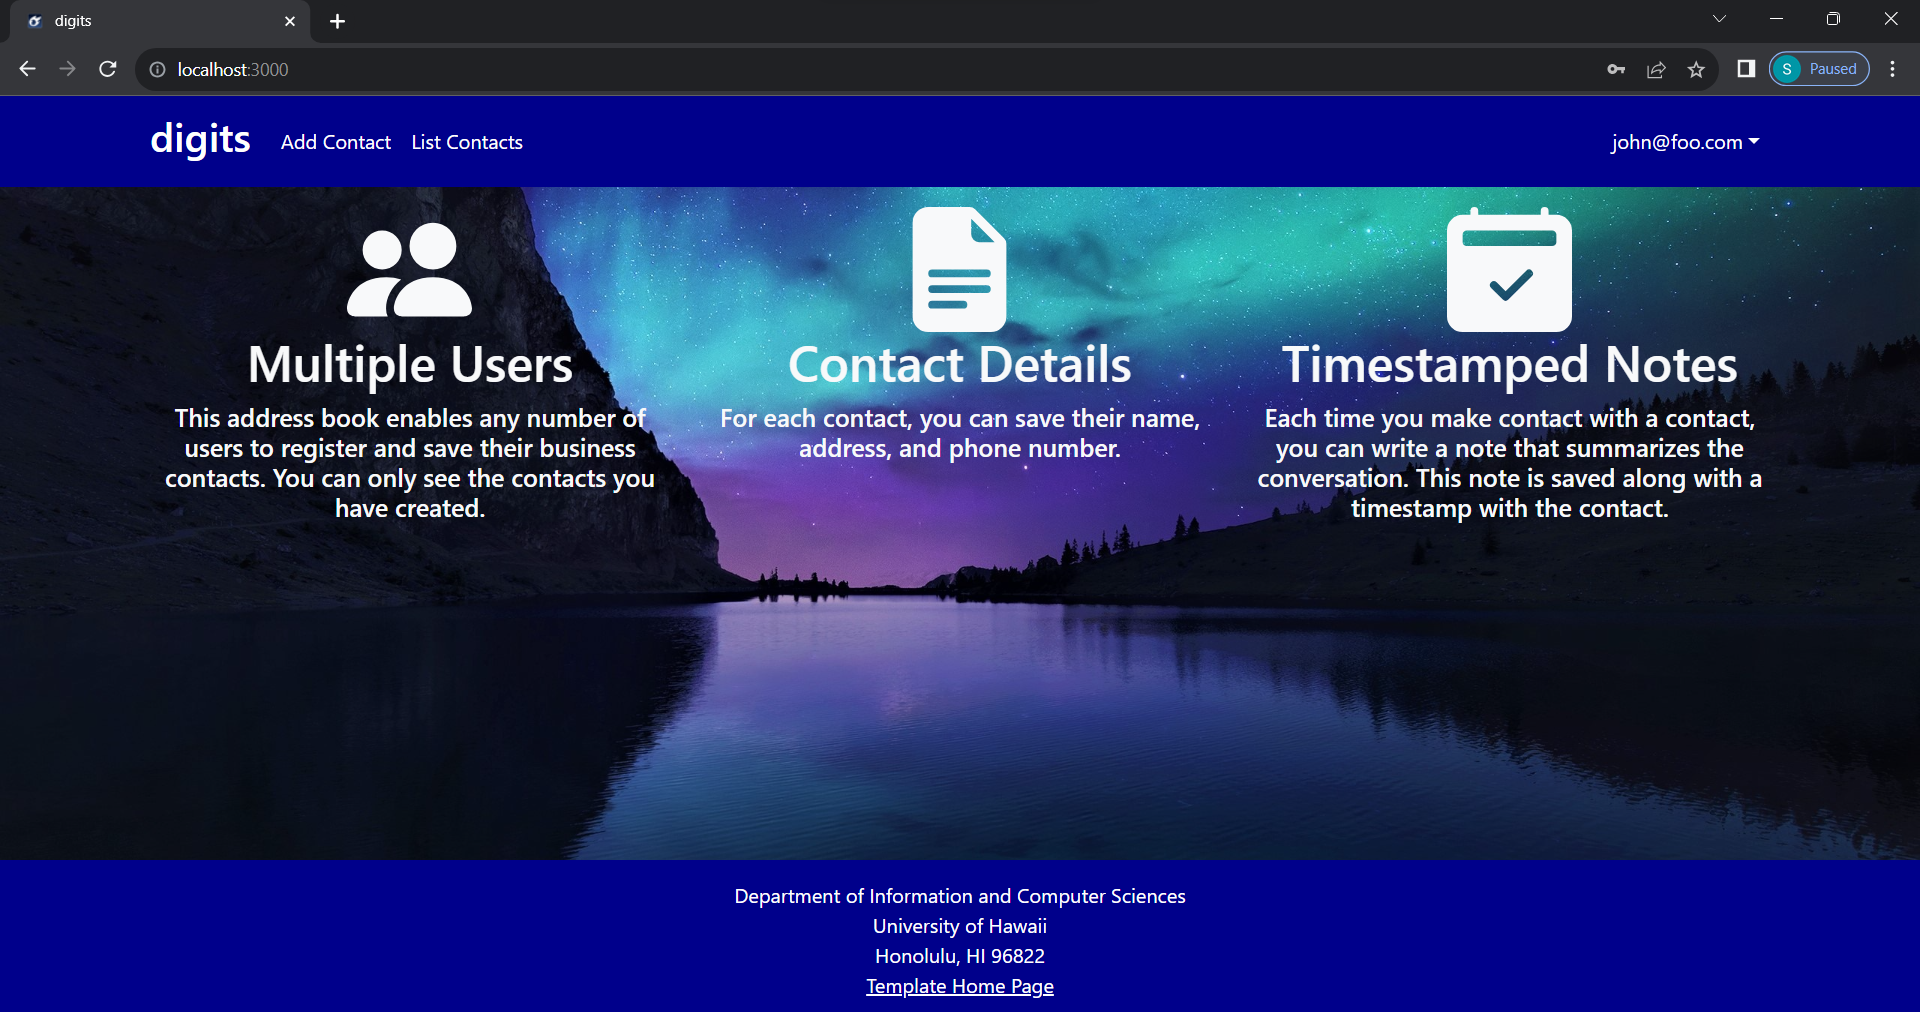 digits
localhost:3000
S Paused
digits Add Contact List Contacts john@foo.com
Multiple Users
This address book enables any number of
users to register and save their business
contacts. You can only see the contacts you
have created.
Contact Details
For each contact, you can save their name,
address, and phone number.
Timestamped Notes
Each time you make contact with a contact,
you can write a note that summarizes the
conversation. This note is saved along with a
timestamp with the contact.
Department of Information and Computer Sciences
University of Hawaii
Honolulu, HI 96822
Template Home Page